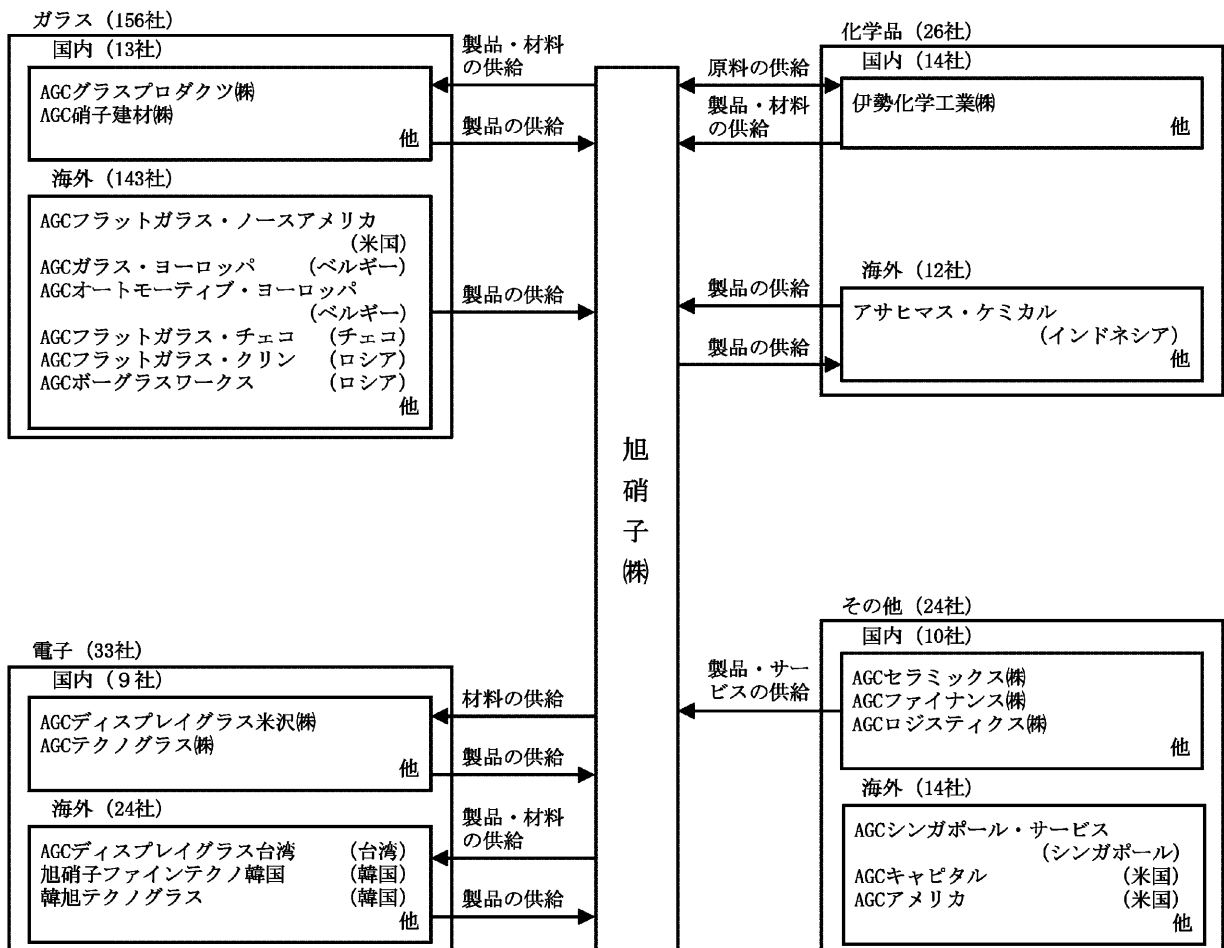 ガラス (156社)
国内 (13社)
AGCグラスプロダクツ㈱
AGC硝子建材㈱
他
製品・材料
の供給
製品の供給
海外 (143社)
AGCフラットガラス・ノースアメリカ
(米国)
AGCガラス・ヨーロッパ (ベルギー)
AGCオートモーティブ・ヨーロッパ
(ベルギー)
AGCフラットガラス・チェコ (チェコ)
AGCフラットガラス・クリン (ロシア)
AGCボーグラスワークス (ロシア)
他
製品の供給
電子 (33社)
国内 (９社)
AGCディスプレイグラス米沢㈱
AGCテクノグラス㈱
他
材料の供給
製品の供給
海外 (24社)
AGCディスプレイグラス台湾 (台湾)
旭硝子ファインテクノ韓国 (韓国)
韓旭テクノグラス (韓国)
他
製品・材料
の供給
製品の供給
旭硝子㈱
化学品 (26社)
国内 (14社)
伊勢化学工業㈱
他
原料の供給
製品・材料
の供給
海外 (12社)
アサヒマス・ケミカル
(インドネシア)
他
製品の供給
製品の供給
その他 (24社)
国内 (10社)
AGCセラミックス㈱
AGCファイナンス㈱
AGCロジスティクス㈱
他
製品・サー
ビスの供給
海外 (14社)
AGCシンガポール・サービス
(シンガポール)
AGCキャピタル (米国)
AGCアメリカ (米国)
他